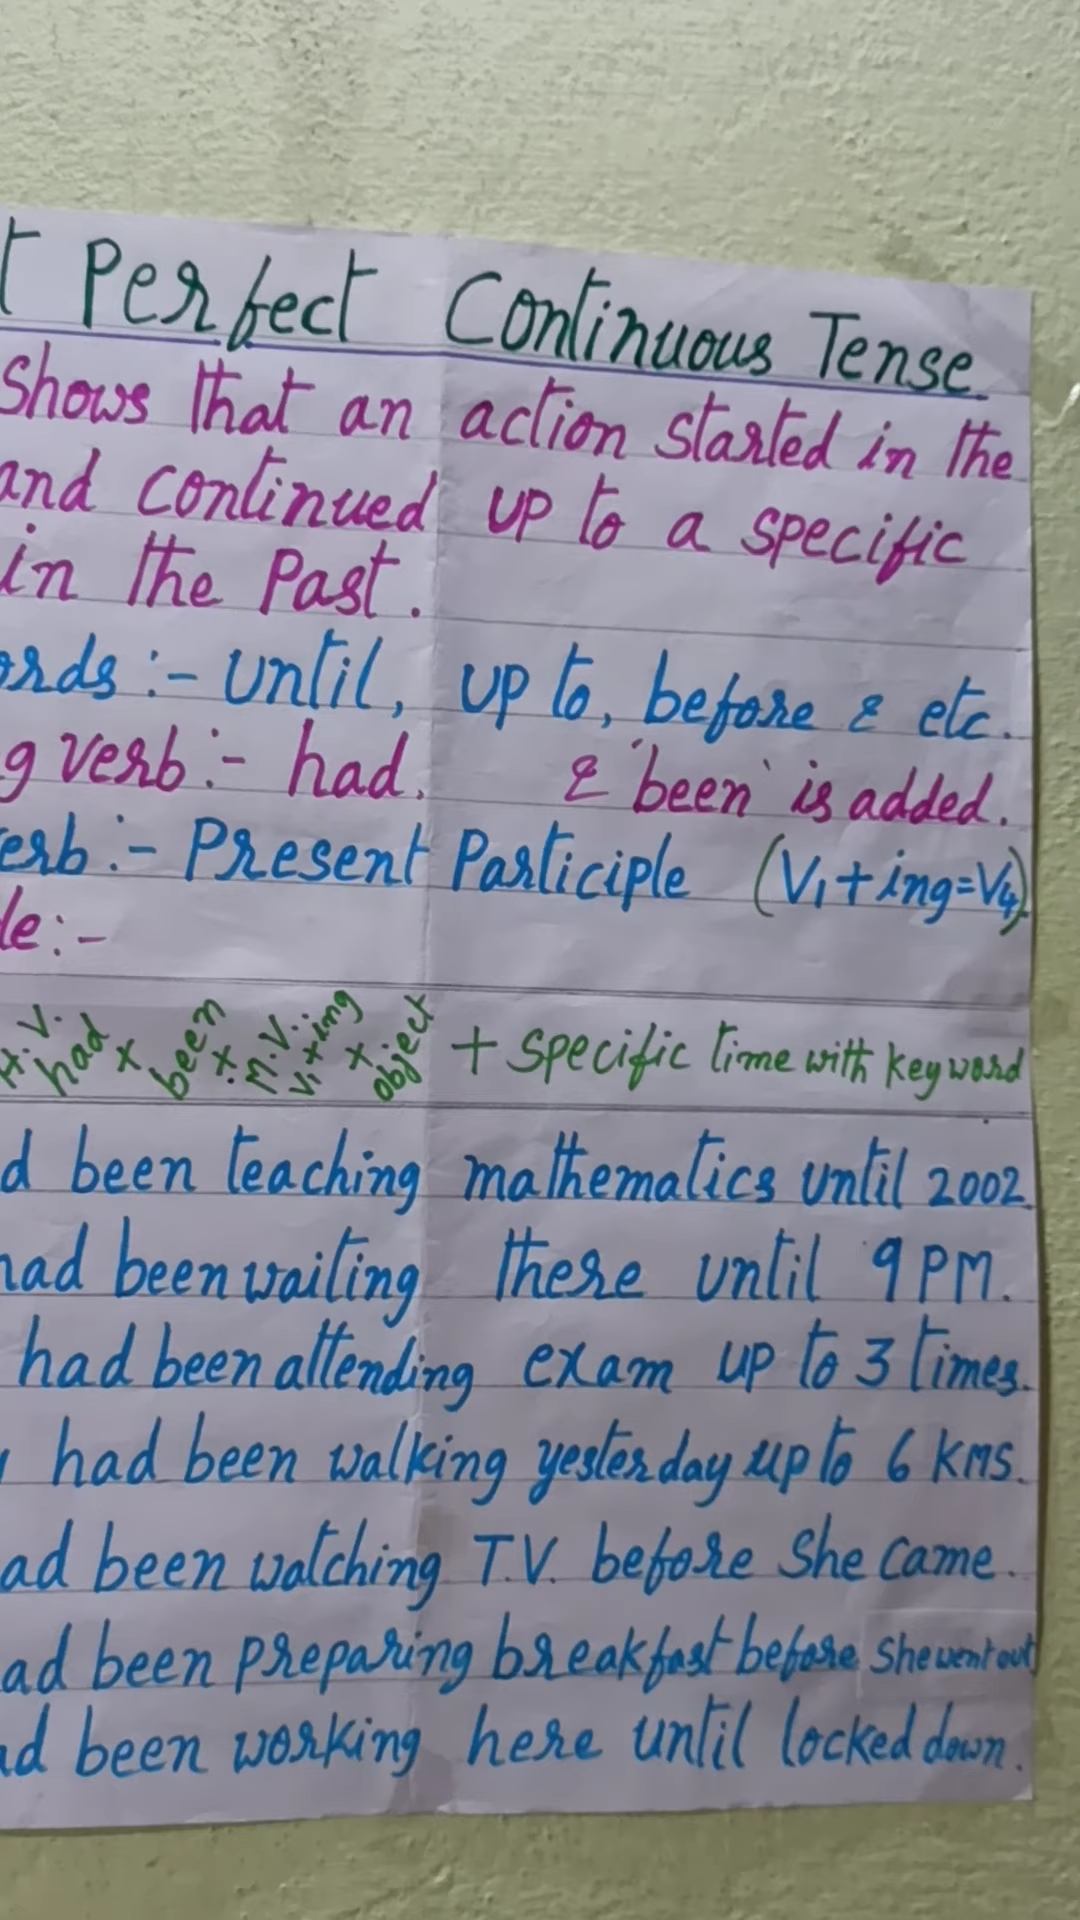 t Perfect Continuous Tense
Shows that an action started in the
and continued up to a specific
in the Past.
ords :- until, up to, before & etc.
g verb :- had. & 'been' is added.
erb :- Present Participle (V1+ing=V4)
le:-
H.V. had × been × M.V. V1+ing × object + specific time with keyword
d been teaching mathematics until 2002
had been waiting there until 9 PM.
had been attending exam up to 3 times.
had been walking yesterday up to 6 kms.
ad been watching T.V. before She came.
ad been preparing breakfast before She went out
ad been working here until locked down.